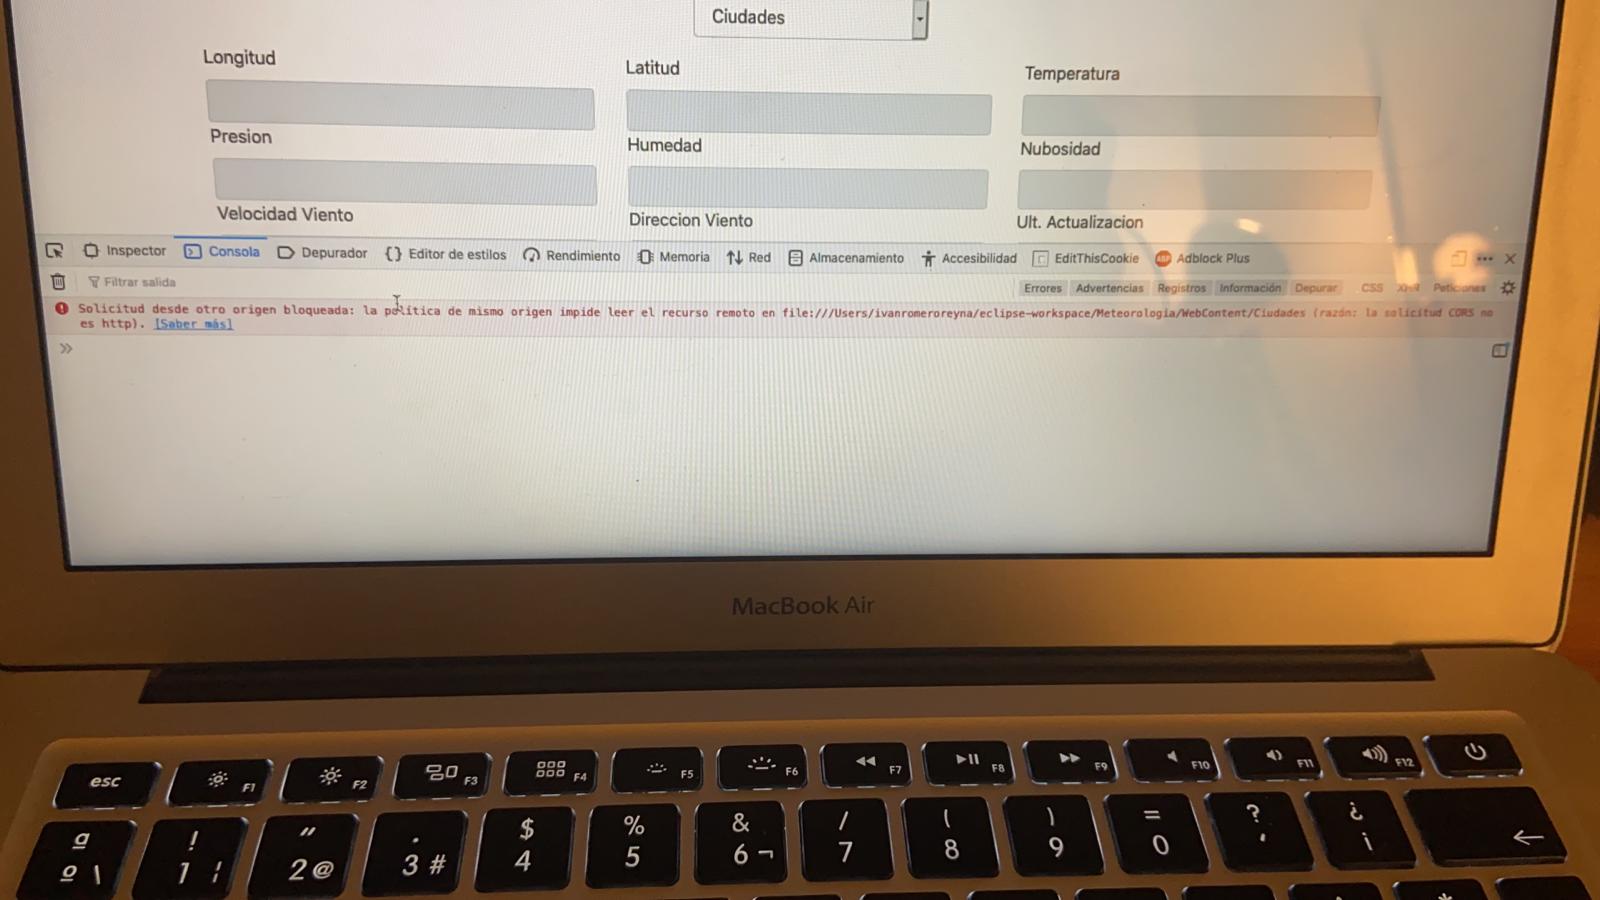 Ciudades
Longitud
Latitud
Temperatura
Presion
Humedad
Nubosidad
Velocidad Viento
Direccion Viento
Ult. Actualizacion
Inspector Consola Depurador {} Editor de estilos Rendimiento Memoria Red Almacenamiento Accesibilidad EditThisCookie ABP Adblock Plus
Filtrar salida Errores Advertencias Registros Información Depurar CSS XHR Peticiones
Solicitud desde otro origen bloqueada: la política de mismo origen impide leer el recurso remoto en file:///Users/ivanromeroreyna/eclipse-workspace/Meteorologia/WebContent/Ciudades (razón: la solicitud CORS no
es http). [Saber más]
»
MacBook Air
esc F1 F2 F3 F4 F5 F6 F7 F8 F9 F10 F11 F12
ª ! " · $ % & / ( ) = ? ¿
º \ 1 ¦ 2 @ 3 # 4 5 6 ¬ 7 8 9 0 ' ¡
*